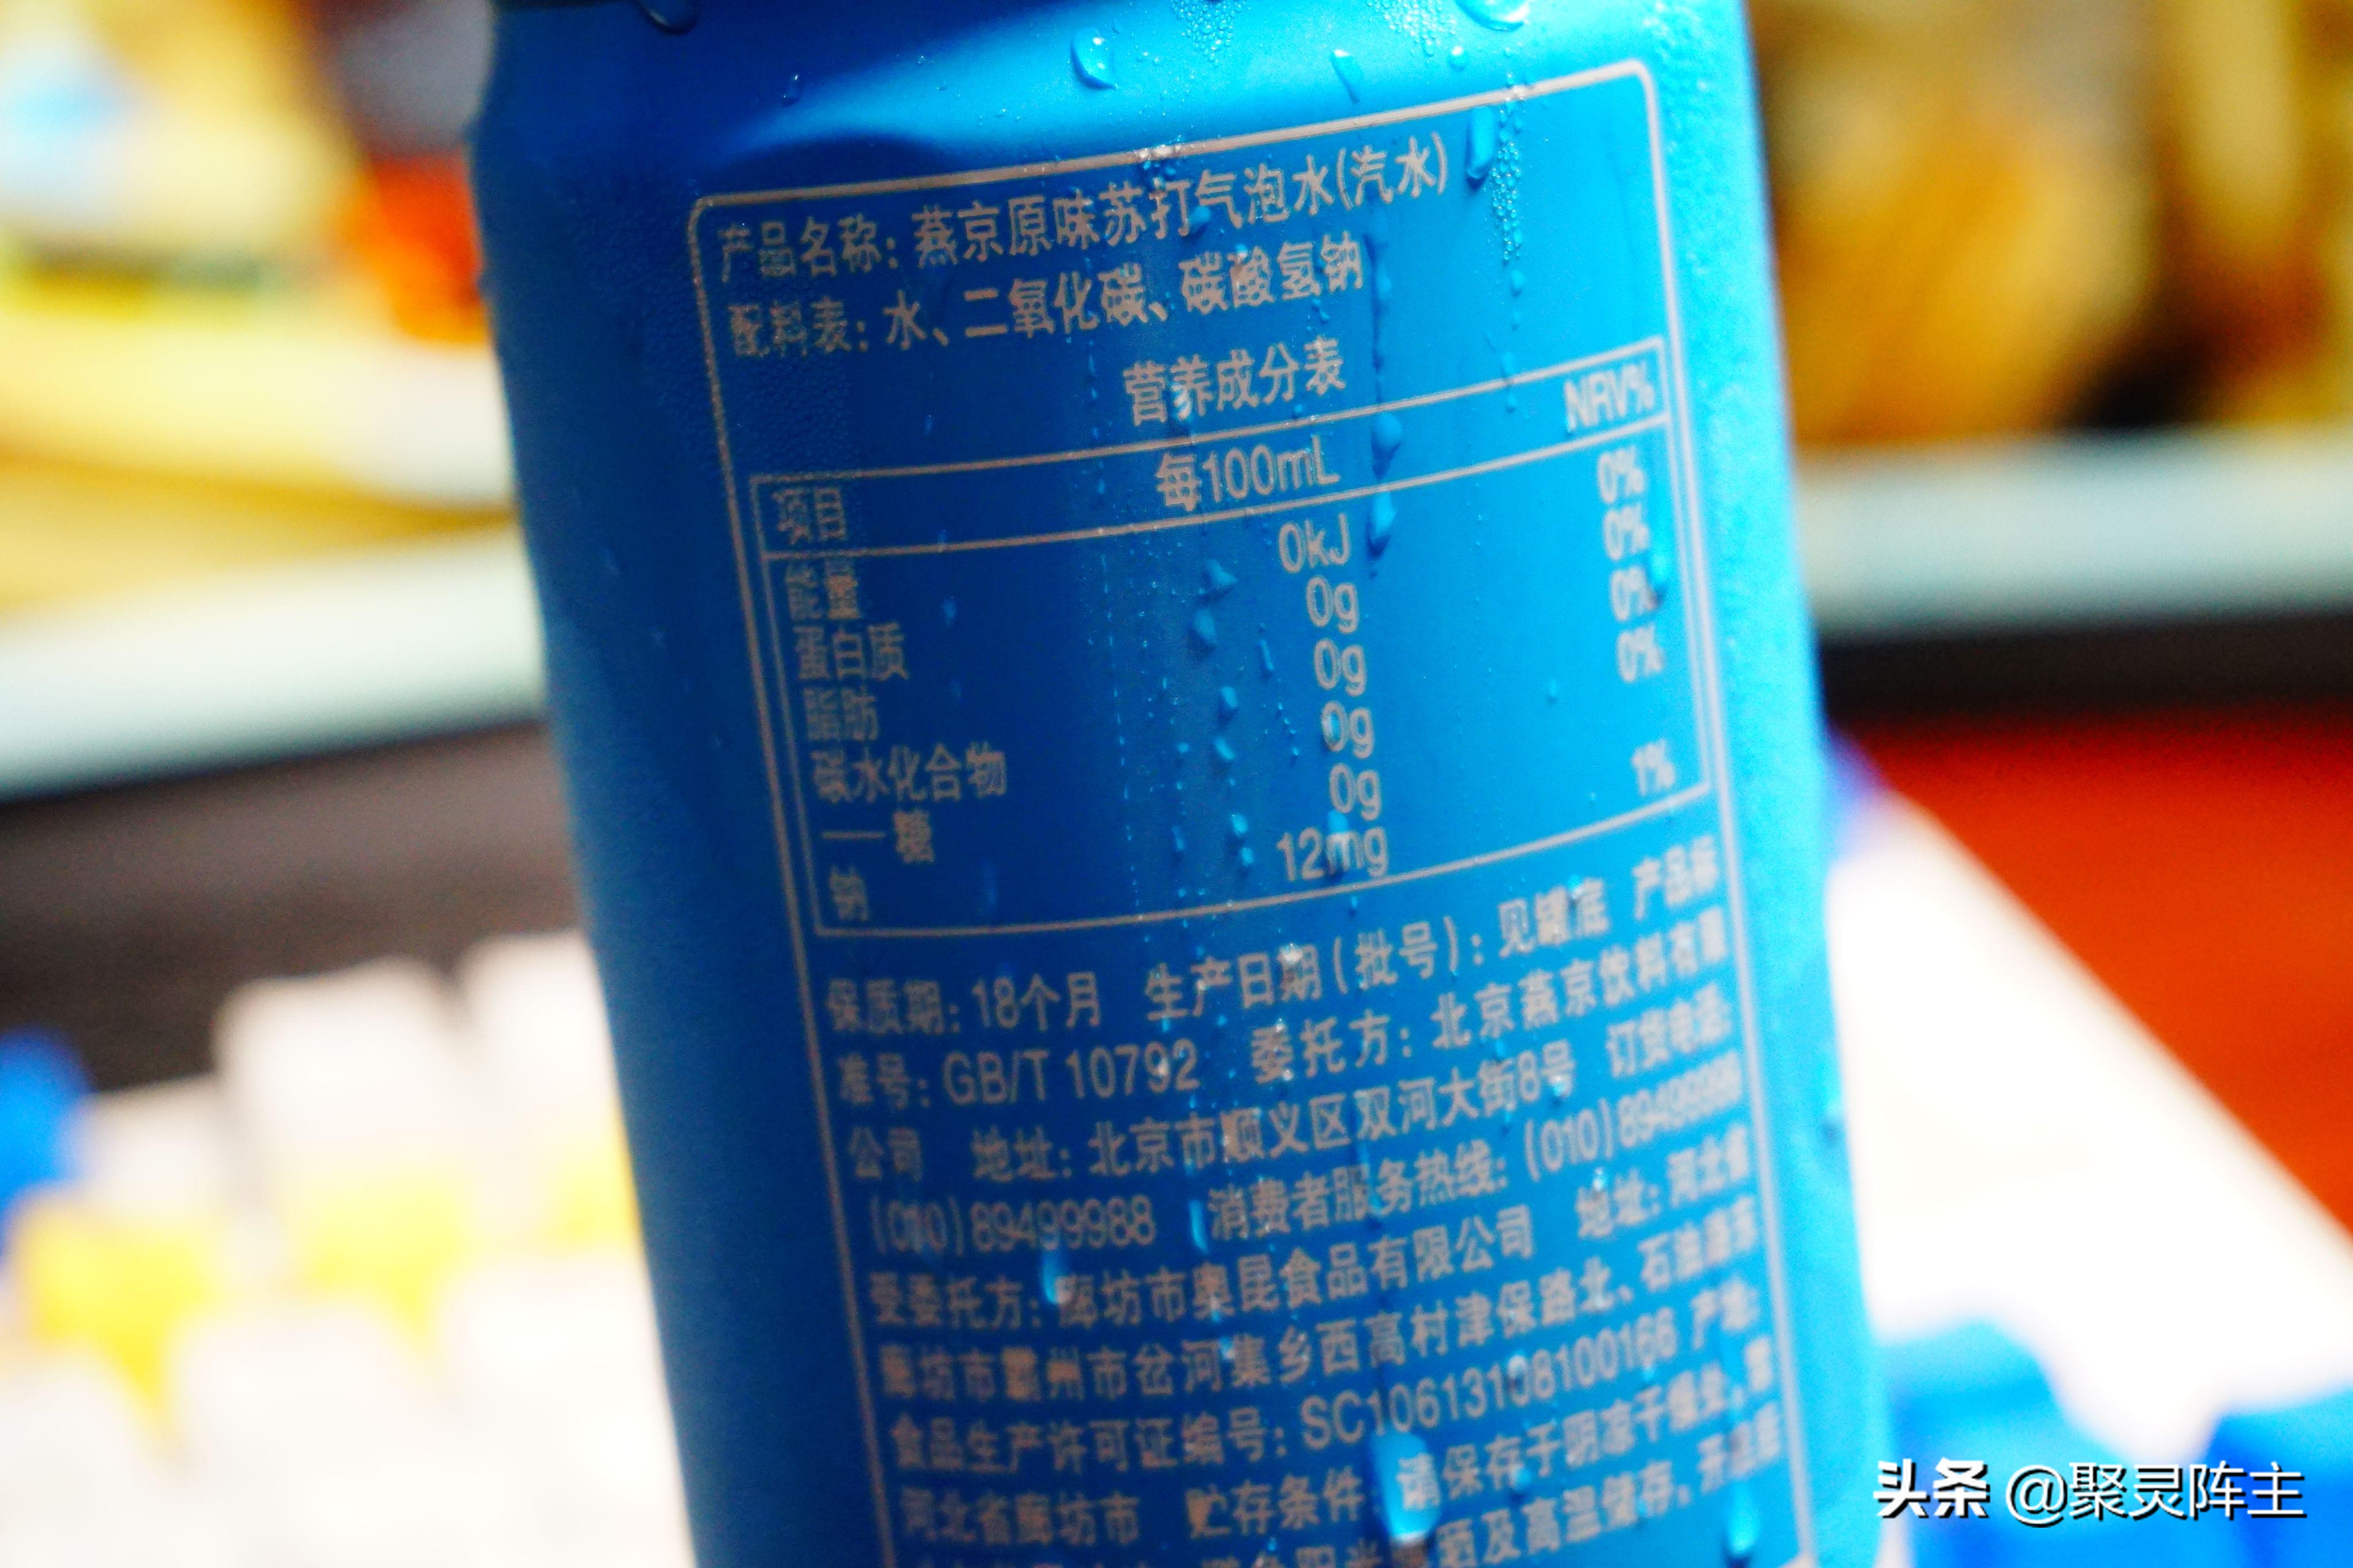 产品名称：燕京原味苏打气泡水(汽水)
配料表：水、二氧化碳、碳酸氢钠
营养成分表
项目 每100mL NRV%
能量 0kJ 0%
蛋白质 0g 0%
脂肪 0g 0%
碳水化合物 0g 0%
——糖 0g
钠 12mg 1%
保质期：18个月 生产日期(批号)：见罐底 产品标
准号：GB/T 10792 委托方：北京燕京饮料有限
公司 地址：北京市顺义区双河大街8号 订货电话：
(010)89499988 消费者服务热线：(010)89499988
受委托方：廊坊市奥昆食品有限公司 地址：河北省
廊坊市霸州市岔河集乡西高村津保路北、石油
食品生产许可证编号：SC10613108100166 产地：
河北省廊坊市 贮存条件 请保存于阴凉干燥处
晒及高温储存，开
头条 @聚灵阵主